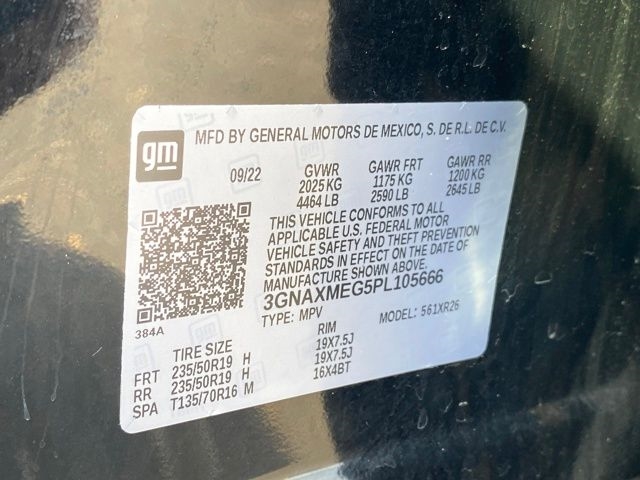 gm
MFD BY GENERAL MOTORS DE MEXICO, S. DE R.L. DE C.V.
09/22 GVWR GAWR FRT GAWR RR
2025 KG 1175 KG 1200 KG
4464 LB 2590 LB 2645 LB
THIS VEHICLE CONFORMS TO ALL
APPLICABLE U.S. FEDERAL MOTOR
VEHICLE SAFETY AND THEFT PREVENTION
STANDARDS IN EFFECT ON THE DATE OF
MANUFACTURE SHOWN ABOVE.
3GNAXMEG5PL105666
TYPE: MPV MODEL: 561XR26
384A
TIRE SIZE RIM
FRT 235/50R19 H 19X7.5J
RR 235/50R19 H 19X7.5J
SPA T135/70R16 M 16X4BT